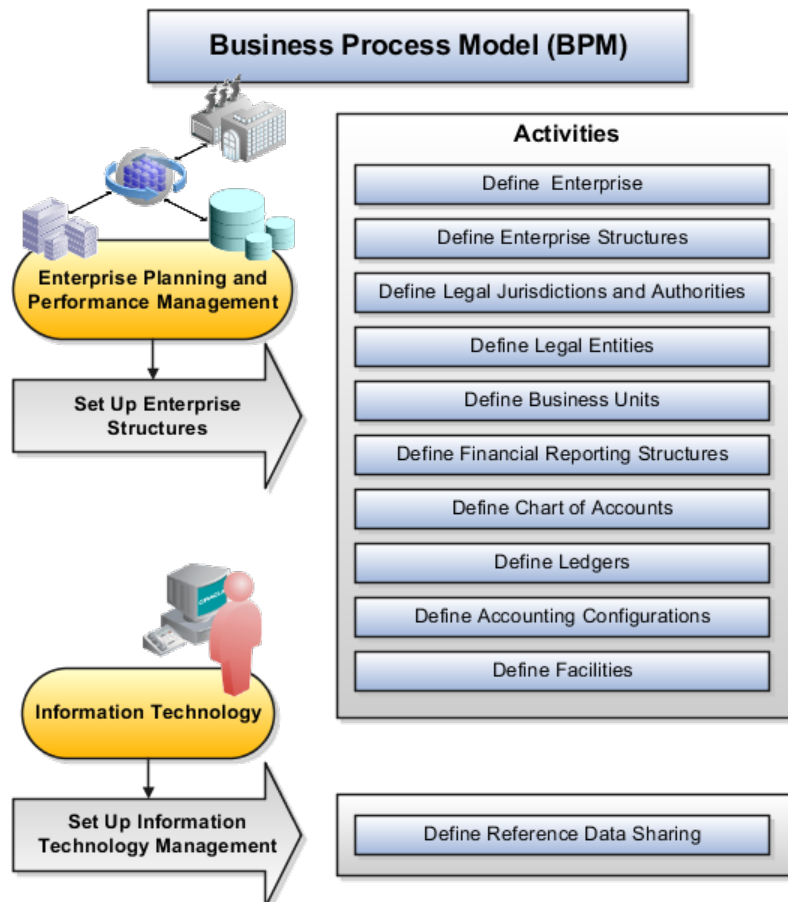 Business Process Model (BPM)
Activities
Define Enterprise
Define Enterprise Structures
Define Legal Jurisdictions and Authorities
Define Legal Entities
Define Business Units
Define Financial Reporting Structures
Define Chart of Accounts
Define Ledgers
Define Accounting Configurations
Define Facilities
Enterprise Planning and
Performance Management
Set Up Enterprise
Structures
Information Technology
Set Up Information
Technology Management
Define Reference Data Sharing